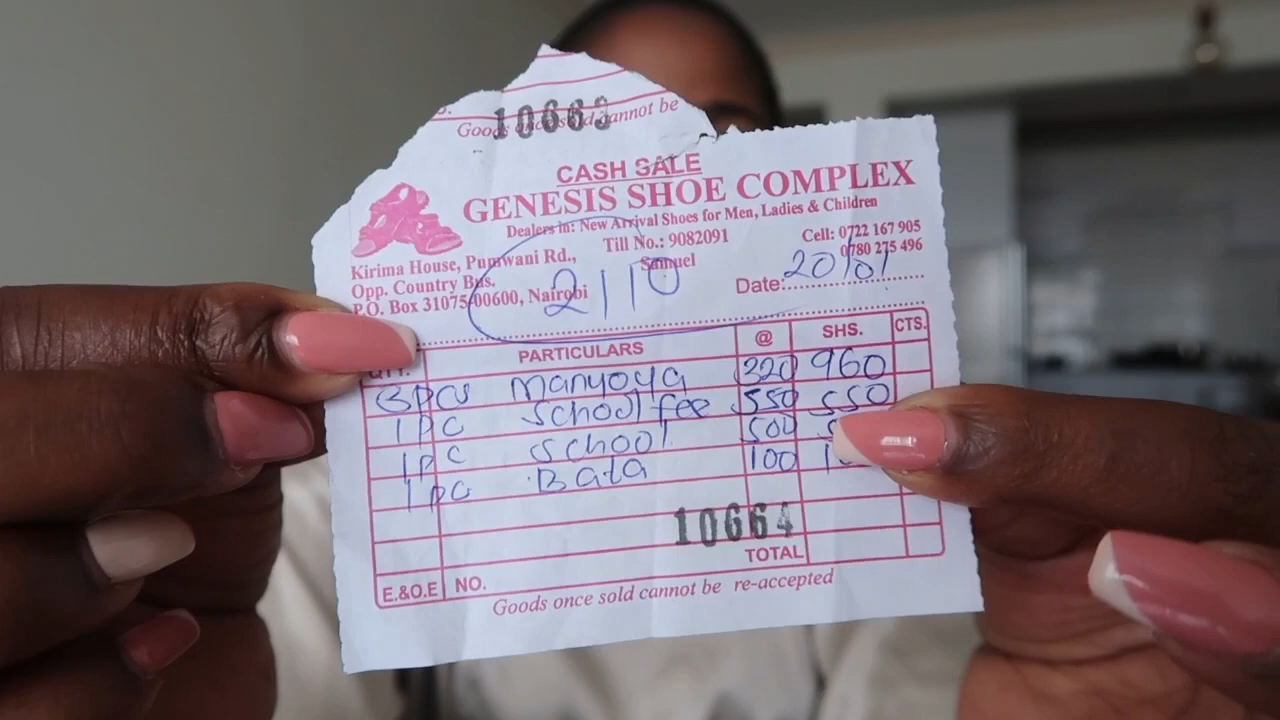 10663
Goods once sold cannot be
CASH SALE
GENESIS SHOE COMPLEX
Dealers in: New Arrival Shoes for Men, Ladies & Children
Kirima House, Pumwani Rd.,
Opp. Country Bus.
P.O. Box 31075-00600, Nairobi
Till No.: 9082091
Samuel
Cell: 0722 167 905
0780 275 496
2110
Date: 20/01
QTY. PARTICULARS @ SHS. CTS.
3PCS Manyoya 320 960
1PC School fee 550 550
1PC School 500
1PC Bata 100
10664
TOTAL
E.&O.E NO.
Goods once sold cannot be re-accepted